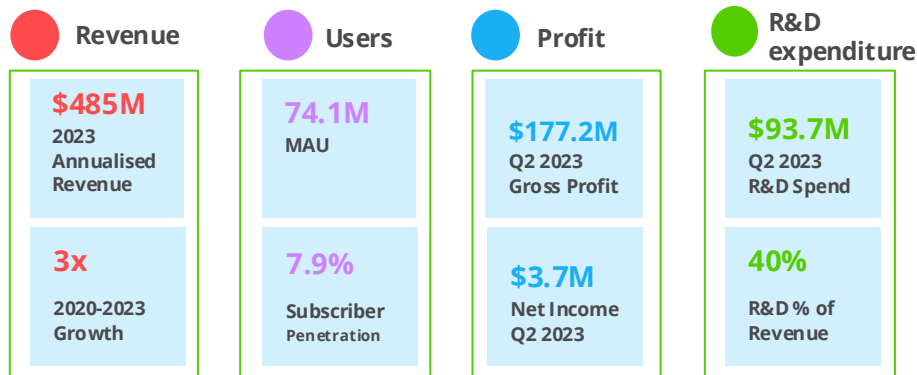 Revenue
$485M
2023
Annualised
Revenue
3x
2020-2023
Growth
Users
74.1M
MAU
7.9%
Subscriber
Penetration
Profit
$177.2M
Q2 2023
Gross Profit
$3.7M
Net Income
Q2 2023
R&D
expenditure
$93.7M
Q2 2023
R&D Spend
40%
R&D % of
Revenue